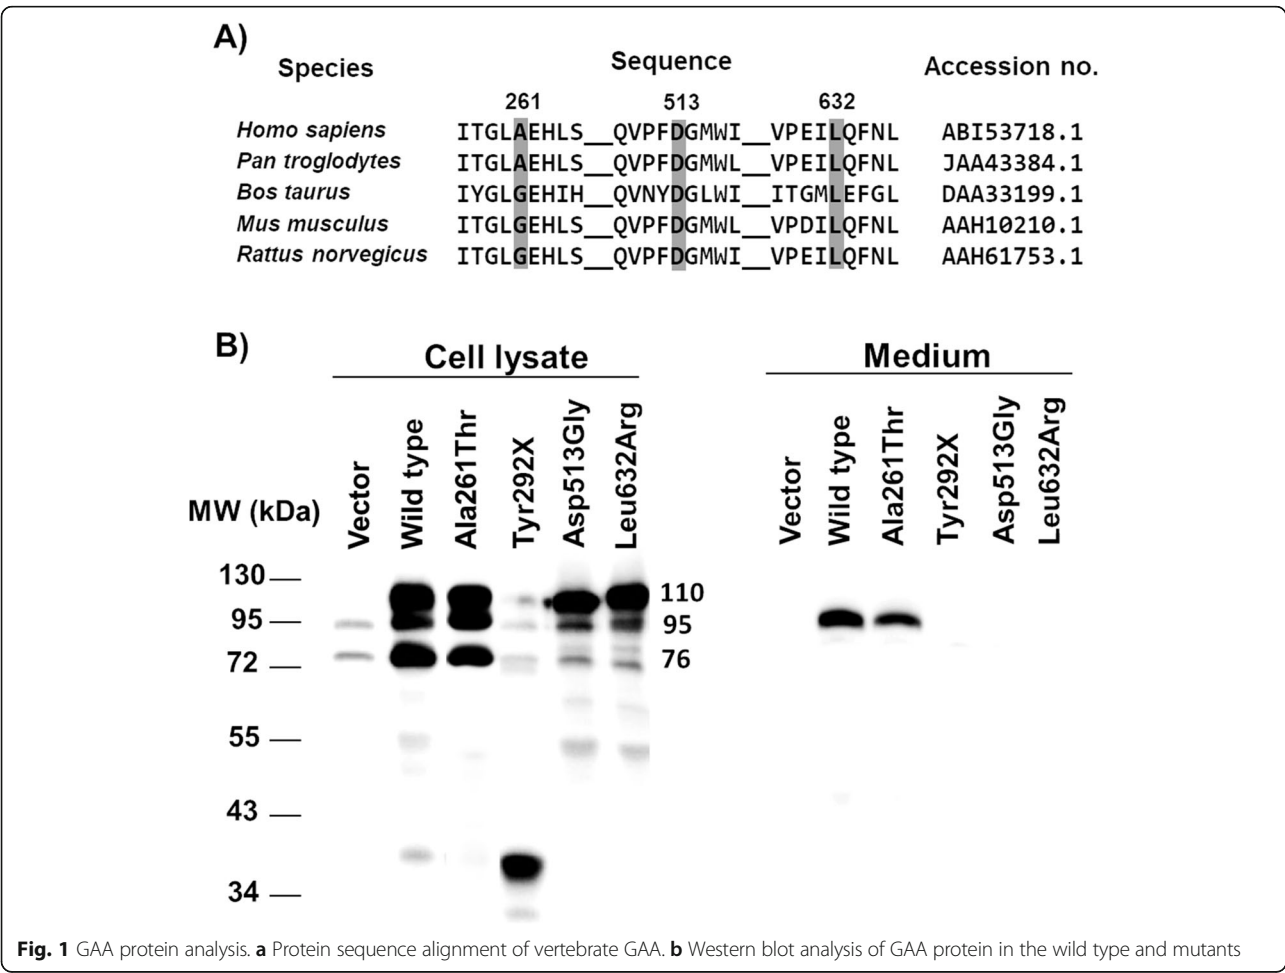 A)
Species Sequence Accession no.
261 513 632
Homo sapiens ITGLAEHLS__QVPFDGMWI__VPEILQFNL ABI53718.1
Pan troglodytes ITGLAEHLS__QVPFDGMWL__VPEILQFNL JAA43384.1
Bos taurus IYGLGEHIH__QVNYDGLWI__ITGMLEFGL DAA33199.1
Mus musculus ITGLGEHLS__QVPFDGMWL__VPDILQFNL AAH10210.1
Rattus norvegicus ITGLGEHLS__QVPFDGMWI__VPEILQFNL AAH61753.1
B)
Cell lysate Medium
MW (kDa) Vector Wild type Ala261Thr Tyr292X Asp513Gly Leu632Arg Vector Wild type Ala261Thr Tyr292X Asp513Gly Leu632Arg
130 110
95 95
72 76
55
43
34
Fig. 1 GAA protein analysis. a Protein sequence alignment of vertebrate GAA. b Western blot analysis of GAA protein in the wild type and mutants